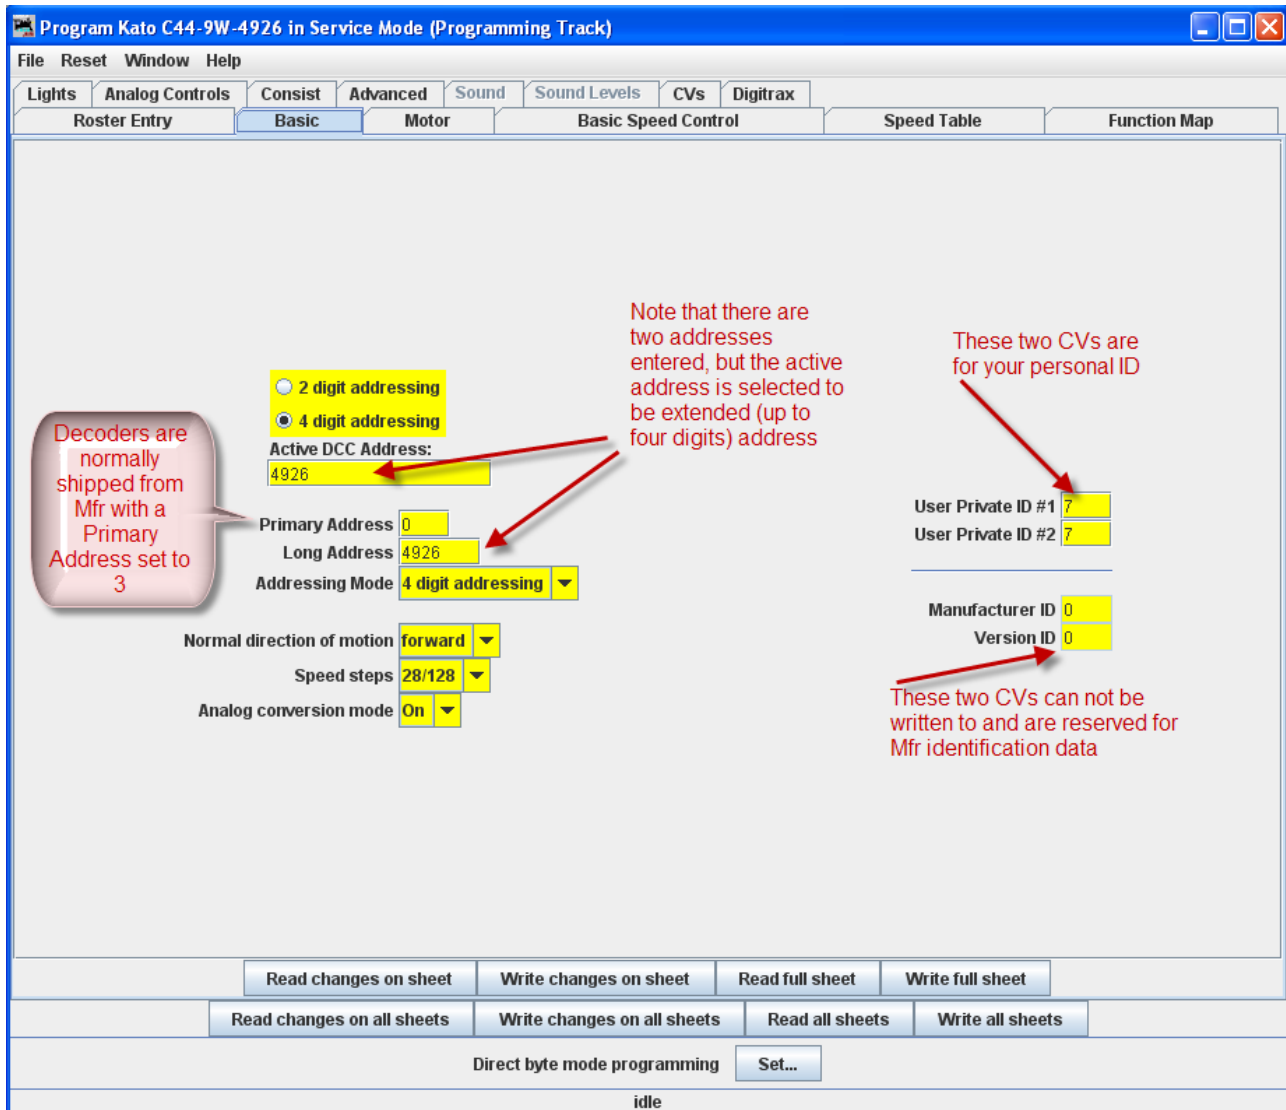 Program Kato C44-9W-4926 in Service Mode (Programming Track)
File Reset Window Help
Lights Analog Controls Consist Advanced Sound Sound Levels CVs Digitrax
Roster Entry Basic Motor Basic Speed Control Speed Table Function Map
Note that there are
two addresses
entered, but the active
address is selected to
be extended (up to
four digits) address
These two CVs are
for your personal ID
2 digit addressing
4 digit addressing
Active DCC Address:
4926
Decoders are
normally
shipped from
Mfr with a
Primary
Address set to
3
Primary Address 0
Long Address 4926
Addressing Mode 4 digit addressing
Normal direction of motion forward
Speed steps 28/128
Analog conversion mode On
User Private ID #1 7
User Private ID #2 7
Manufacturer ID 0
Version ID 0
These two CVs can not be
written to and are reserved for
Mfr identification data
Read changes on sheet Write changes on sheet Read full sheet Write full sheet
Read changes on all sheets Write changes on all sheets Read all sheets Write all sheets
Direct byte mode programming Set...
idle